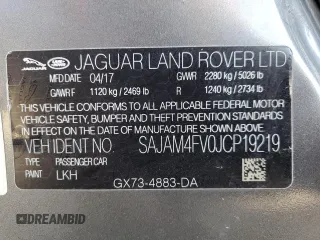 JAGUAR LAND ROVER LTD
JAGUAR
LAND ROVER
MFD DATE 04/17 GVWR 2280 kg / 5026 lb
GAWR F 1120 kg / 2469 lb R 1240 kg / 2734 lb
THIS VEHICLE CONFORMS TO ALL APPLICABLE FEDERAL MOTOR VEHICLE
SAFETY, BUMPER AND THEFT PREVENTION STANDARDS IN EFFECT
ON THE DATE OF MANUFACTURE SHOWN ABOVE.
VEH IDENT NO. SAJAM4FV0JCP19219
TYPE PASSENGER CAR
PAINT LKH
GX73-4883-DA
DREAMBID